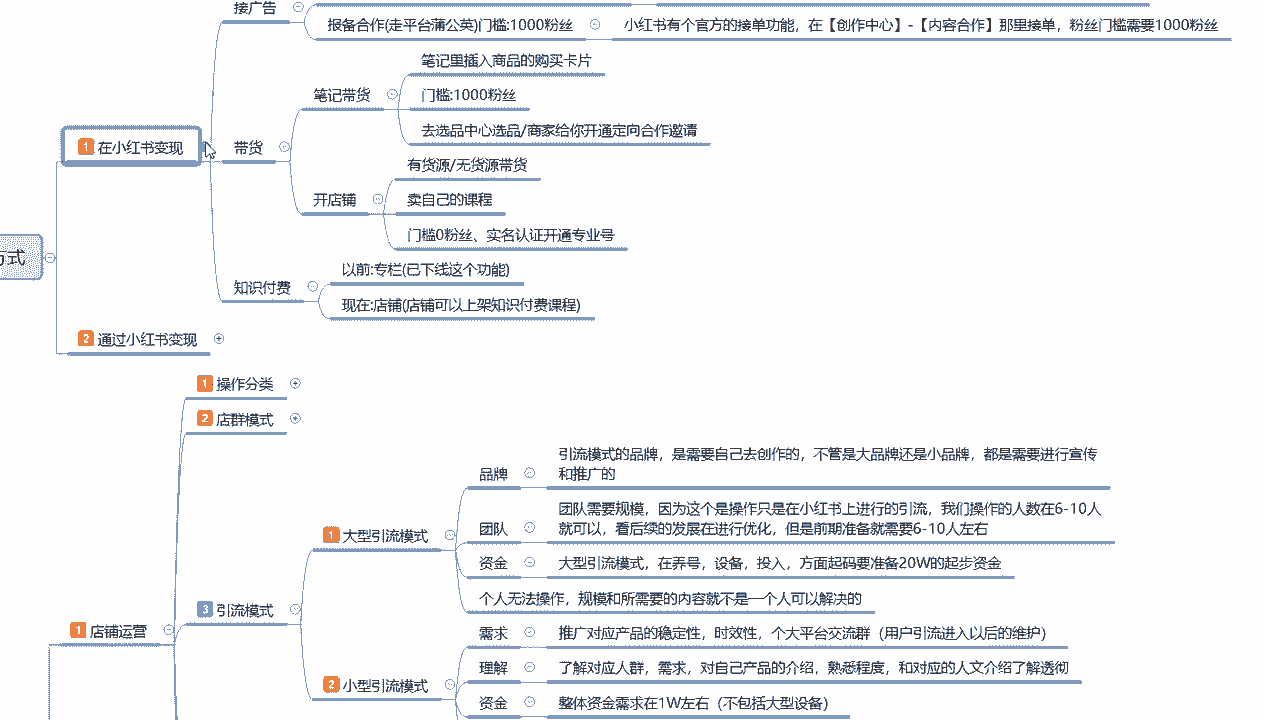 接广告
报备合作(走平台蒲公英)门槛:1000粉丝
小红书有个官方的接单功能，在【创作中心】-【内容合作】那里接单，粉丝门槛需要1000粉丝
笔记里插入商品的购买卡片
笔记带货
门槛:1000粉丝
1 在小红书变现
带货
去选品中心选品/商家给你开通定向合作邀请
有货源/无货源带货
开店铺
卖自己的课程
门槛0粉丝、实名认证开通专业号
方式
以前:专栏(已下线这个功能)
知识付费
现在:店铺(店铺可以上架知识付费课程)
2 通过小红书变现
1 操作分类
2 店群模式
引流模式的品牌，是需要自己去创作的，不管是大品牌还是小品牌，都是需要进行宣传
和推广的
品牌
团队需要规模，因为这个是操作只是在小红书上进行的引流，我们操作的人数在6-10人
就可以，看后续的发展在进行优化，但是前期准备就需要6-10人左右
团队
1 大型引流模式
资金
大型引流模式，在养号，设备，投入，方面起码要准备20W的起步资金
个人无法操作，规模和所需要的内容就不是一个人可以解决的
3 引流模式
1 店铺运营
需求
推广对应产品的稳定性，时效性，个大平台交流群（用户引流进入以后的维护）
理解
了解对应人群，需求，对自己产品的介绍，熟悉程度，和对应的人文介绍了解透彻
2 小型引流模式
资金
整体资金需求在1W左右（不包括大型设备）